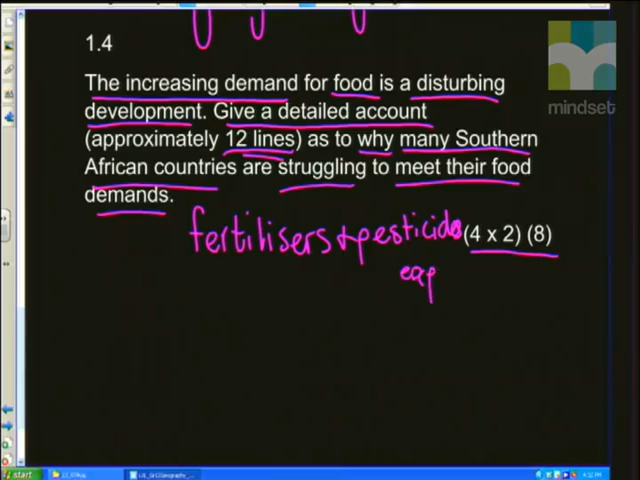 mindset
1.4
The increasing demand for food is a disturbing
development. Give a detailed account
(approximately 12 lines) as to why many Southern
African countries are struggling to meet their food
demands.
fertilisers + pesticide (4 x 2) (8)
exp
start